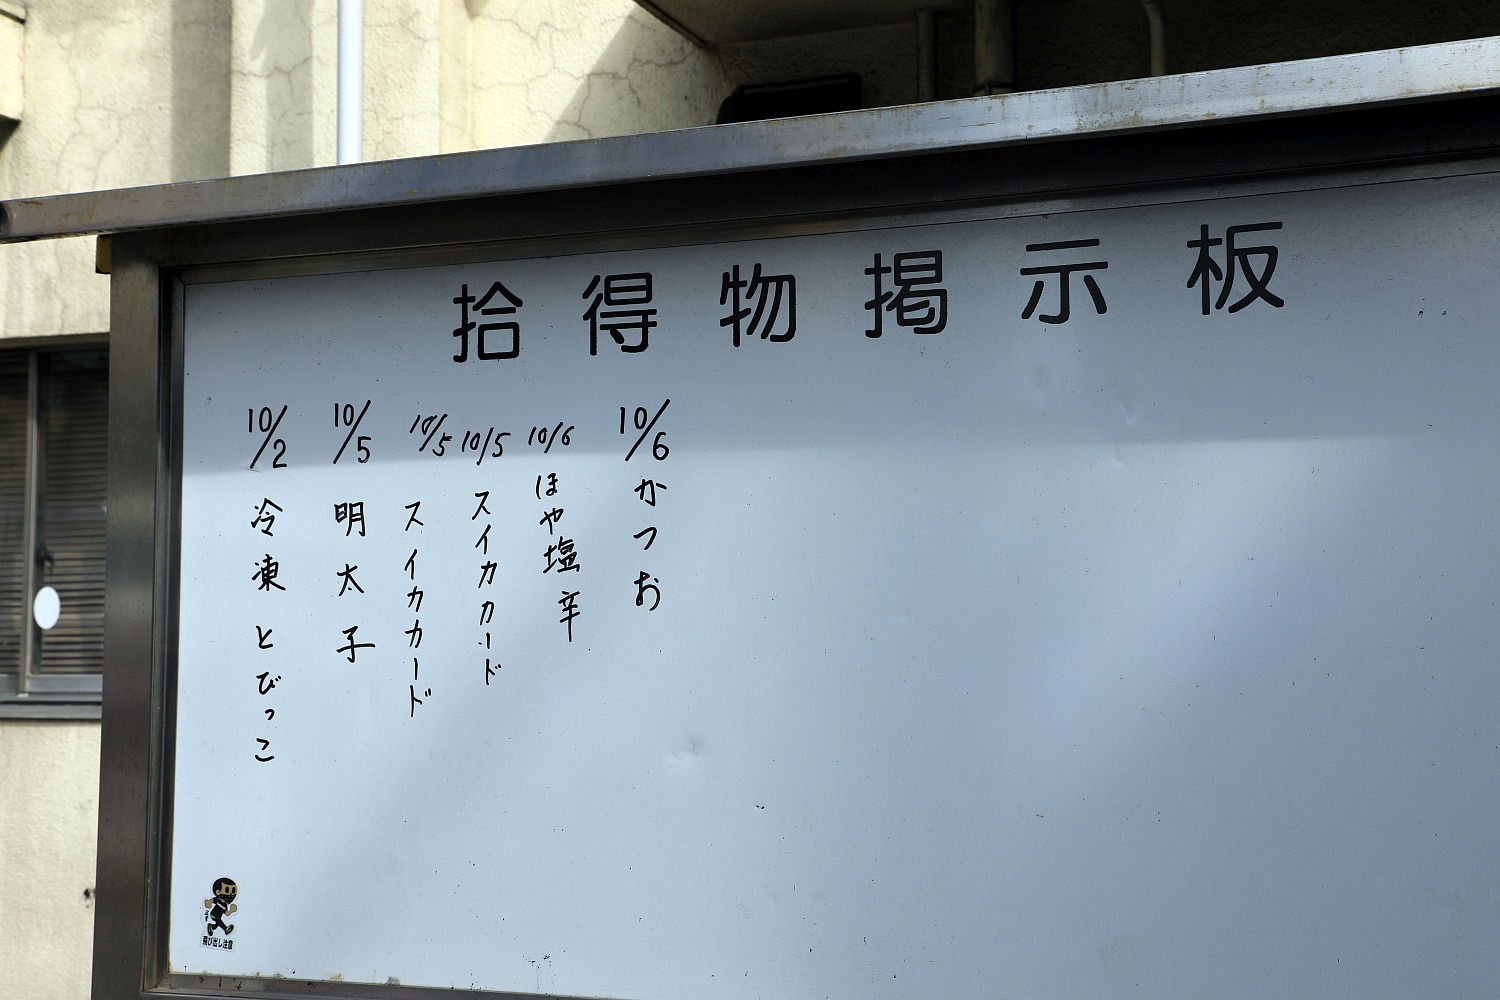 拾得物掲示板
10/2 冷凍とびっこ
10/5 明太子
10/5 スイカカード
10/5 スイカカード
10/6 ほや塩辛
10/6 かつお
飛び出し注意